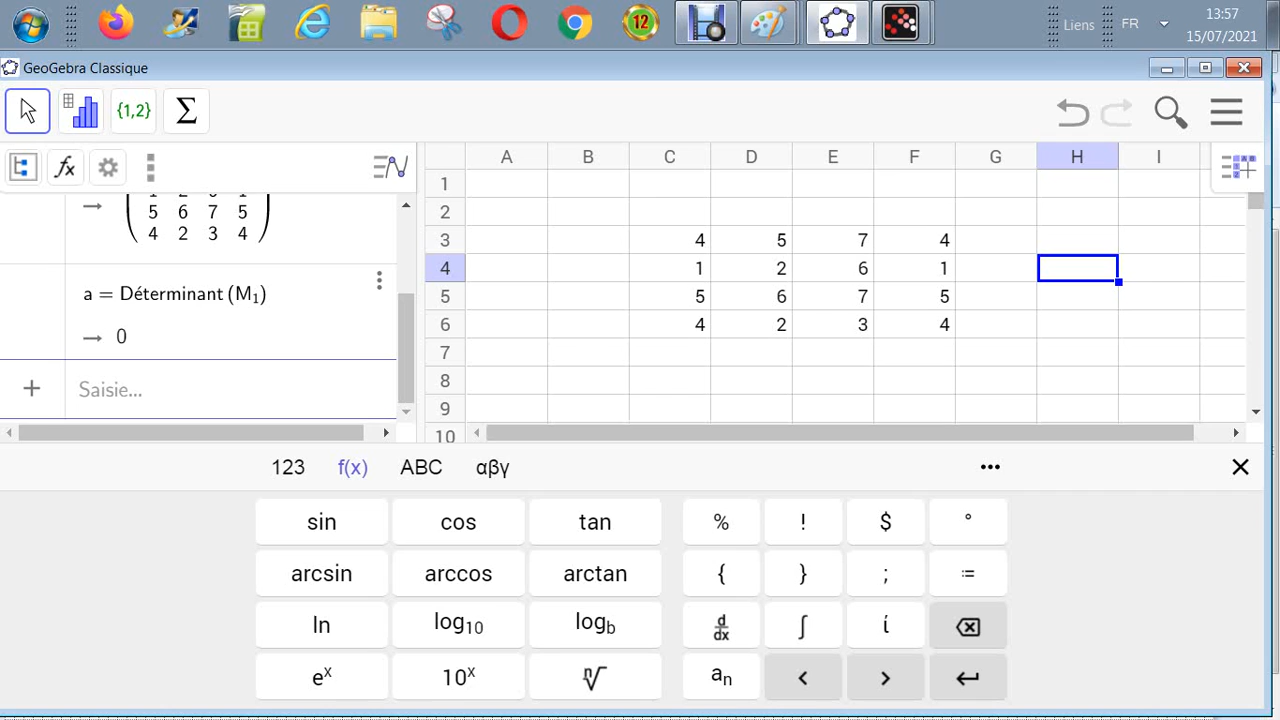 12
Liens
FR
13:57
15/07/2021
GeoGebra Classique
{1,2}
Σ
fx
A B C D E F G H I
→ 5 6 7 5
4 2 3 4
a = Déterminant (M₁)
→ 0
+ Saisie...
1
2
3 4 5 7 4
4 1 2 6 1
5 5 6 7 5
6 4 2 3 4
7
8
9
10
123 f(x) ABC αβγ ... ×
sin cos tan % ! $ °
arcsin arccos arctan { } ; :=
ln log₁₀ log_b d/dx ∫ ί
eˣ 10ˣ ⁿ√ aₙ < >